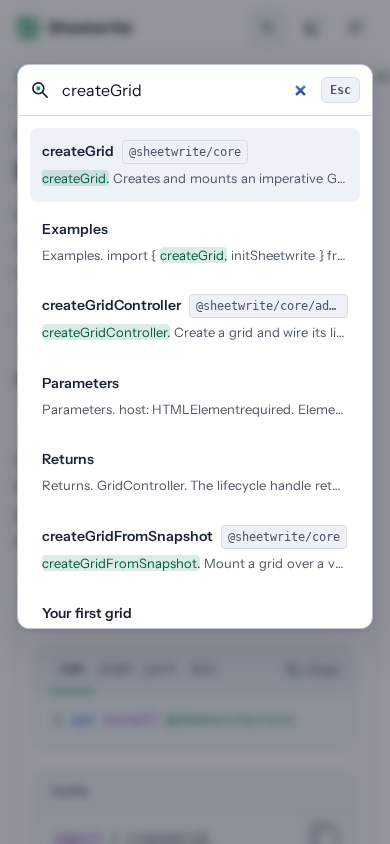 Sheetwrite
createGrid
Esc
createGrid @sheetwrite/core
createGrid. Creates and mounts an imperative G...
Examples
Examples. import { createGrid, initSheetwrite } fr...
createGridController @sheetwrite/core/ad...
createGridController. Create a grid and wire its li...
Parameters
Parameters. host: HTMLElementrequired. Eleme...
Returns
Returns. GridController. The lifecycle handle ret...
createGridFromSnapshot @sheetwrite/core
createGridFromSnapshot. Mount a grid over a v...
Your first grid
Copy